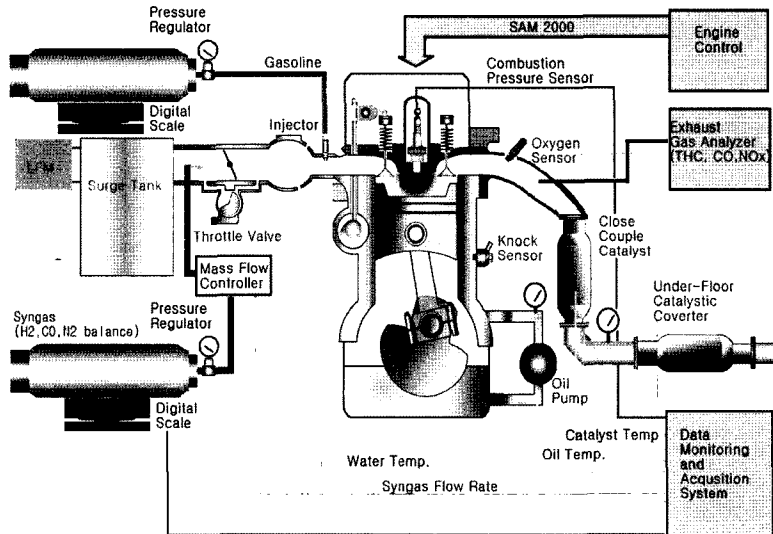 Pressure
Regulator
SAM 2000
Engine
Control
Gasoline
Combustion
Pressure Sensor
Digital
Scale
Injector
Oxygen
Sensor
Exhaust
Gas Analyzer
(THC, CO,NOx)
Surge Tank
Throttle Valve
Close
Couple
Catalyst
Knock
Sensor
Mass Flow
Controller
Under-Floor
Catalytic
Coverter
Syngas
(H2,CO,N2 balance)
Pressure
Regulator
Oil
Pump
Digital
Scale
Catalyst Temp
Oil Temp.
Water Temp.
Syngas Flow Rate
Data
Monitoring
and
Acqusition
System